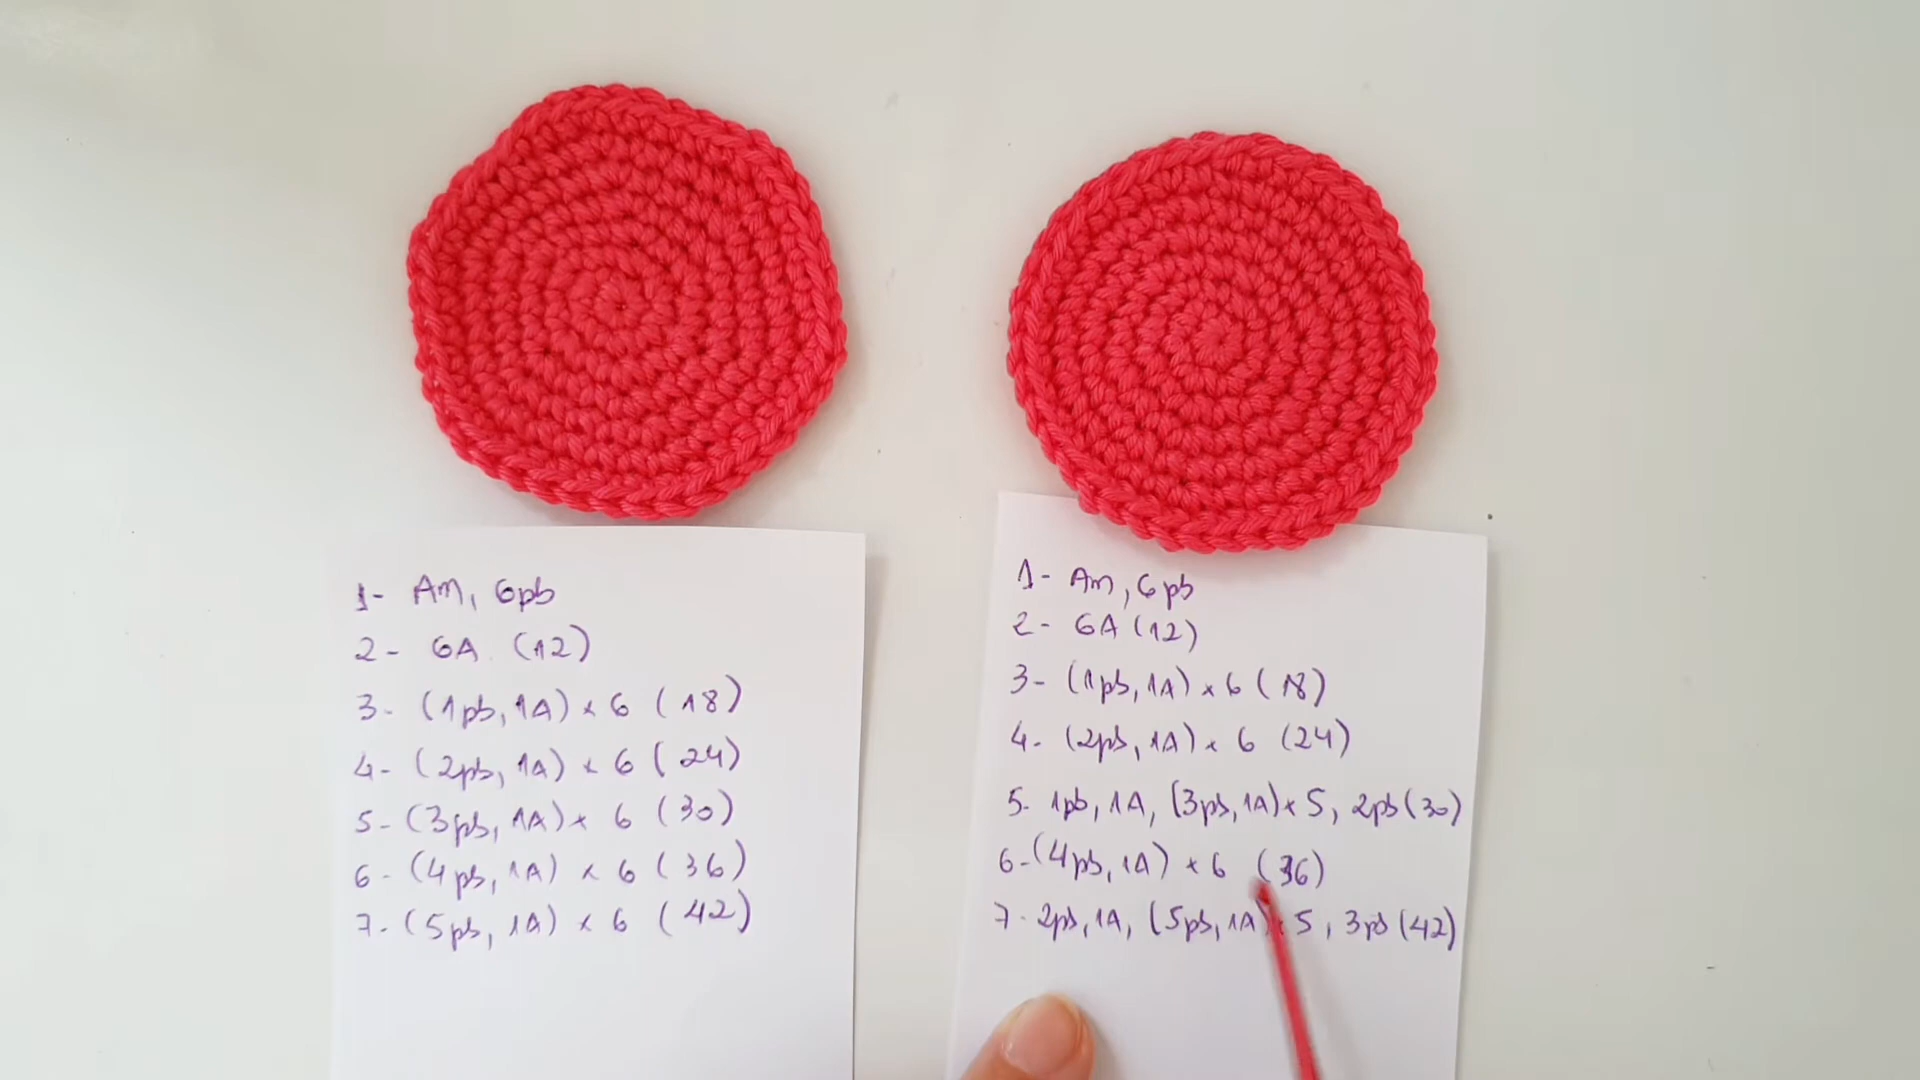 1- Am, 6pb
2- 6A (12)
3- (1pb, 1A) × 6 (18)
4- (2pb, 1A) × 6 (24)
5- (3pb, 1A) × 6 (30)
6- (4pb, 1A) × 6 (36)
7- (5pb, 1A) × 6 (42)
1- Am, 6pb
2- 6A (12)
3- (1pb, 1A) × 6 (18)
4- (2pb, 1A) × 6 (24)
5- 1pb, 1A, (3pb, 1A) × 5, 2pb (30)
6- (4pb, 1A) × 6 (36)
7- 2pb, 1A, (5pb, 1A) × 5, 3pb (42)